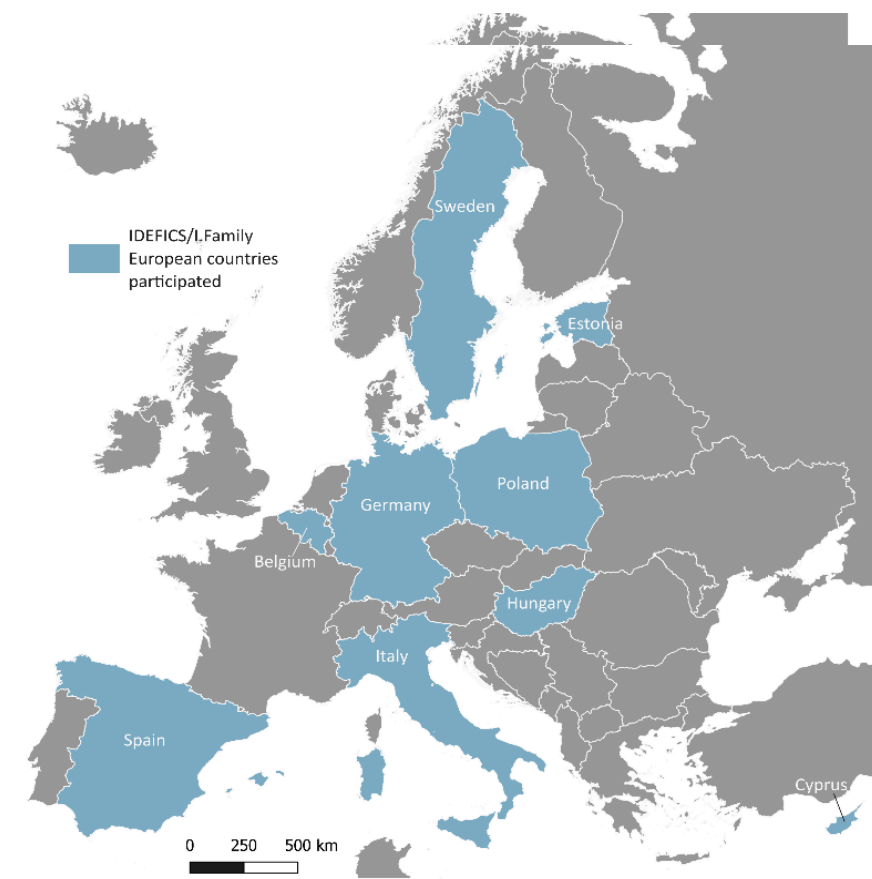 Sweden
IDEFICS/I.Family
European countries
participated
Estonia
Poland
Germany
Belgium
Hungary
Italy
Spain
Cyprus
0 250 500 km